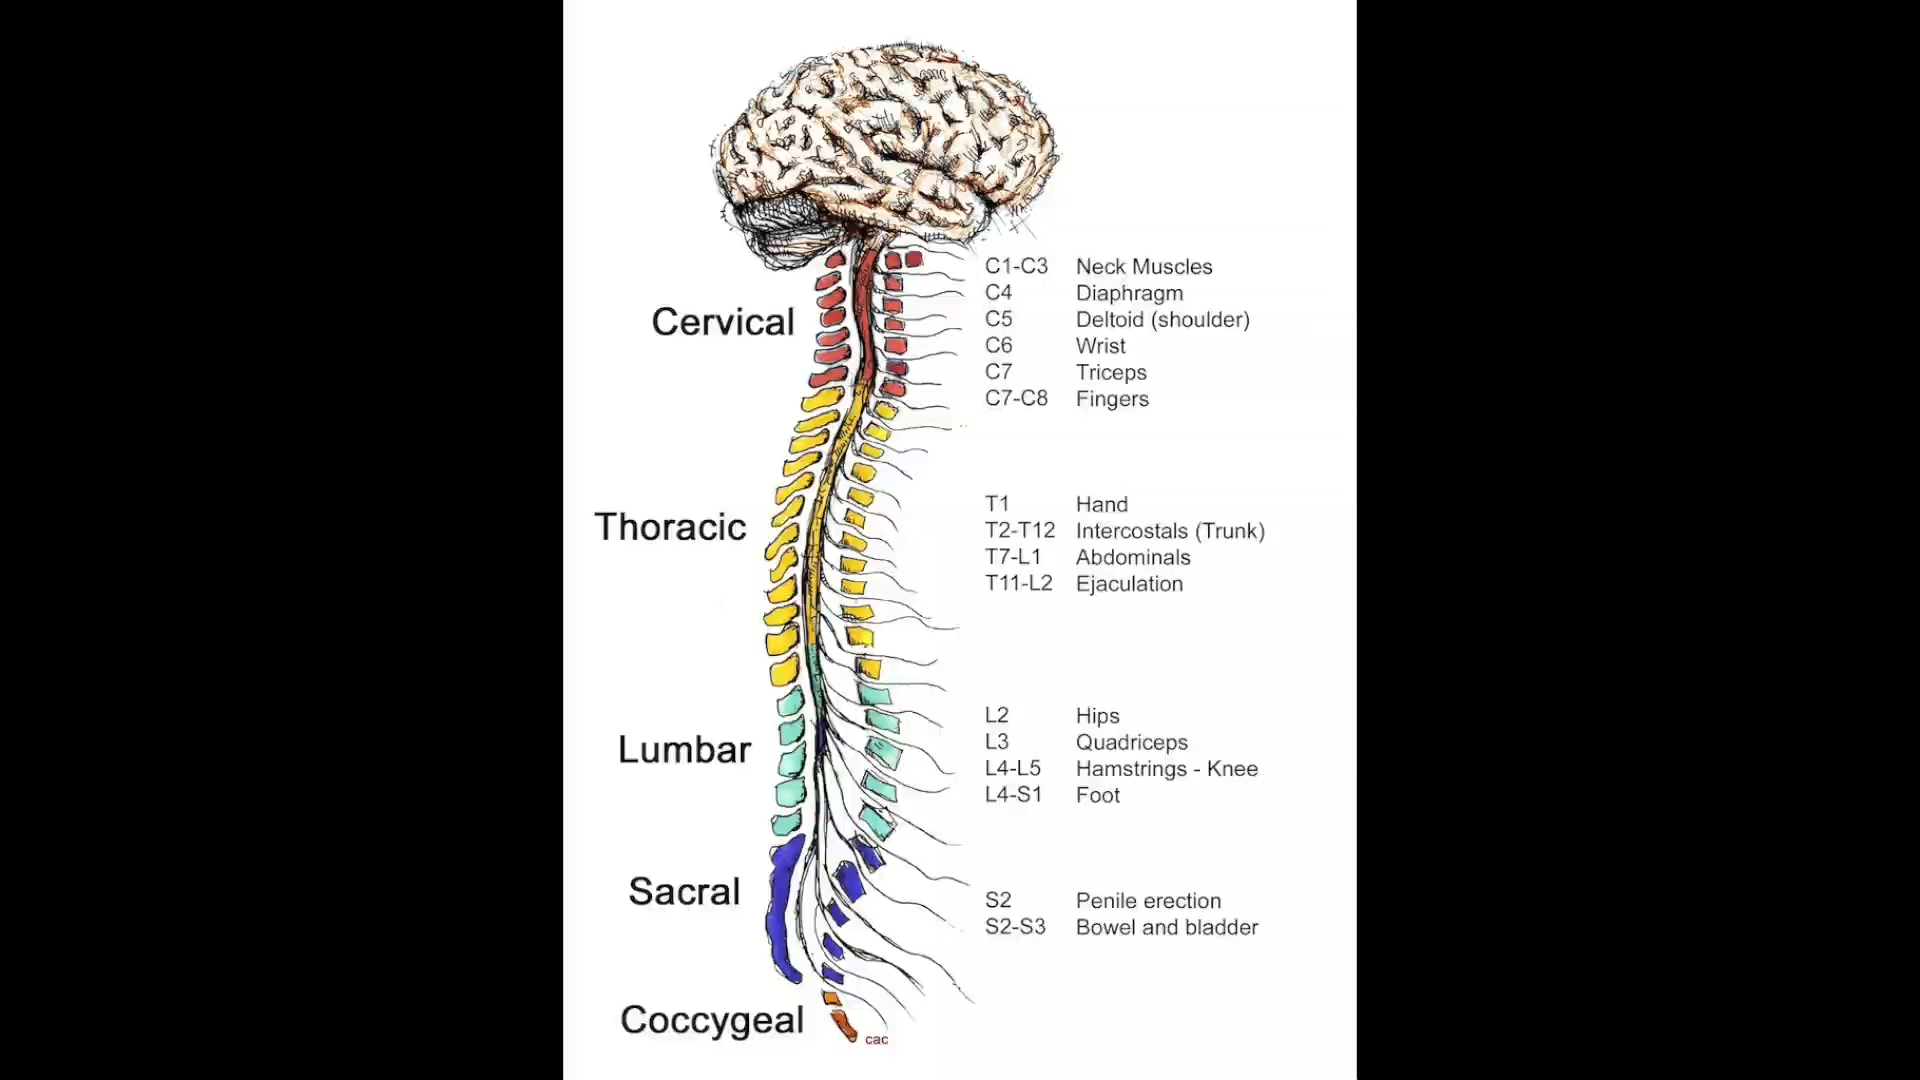 Cervical
C1-C3 Neck Muscles
C4 Diaphragm
C5 Deltoid (shoulder)
C6 Wrist
C7 Triceps
C7-C8 Fingers
Thoracic
T1 Hand
T2-T12 Intercostals (Trunk)
T7-L1 Abdominals
T11-L2 Ejaculation
Lumbar
L2 Hips
L3 Quadriceps
L4-L5 Hamstrings - Knee
L4-S1 Foot
Sacral
S2 Penile erection
S2-S3 Bowel and bladder
Coccygeal
cac